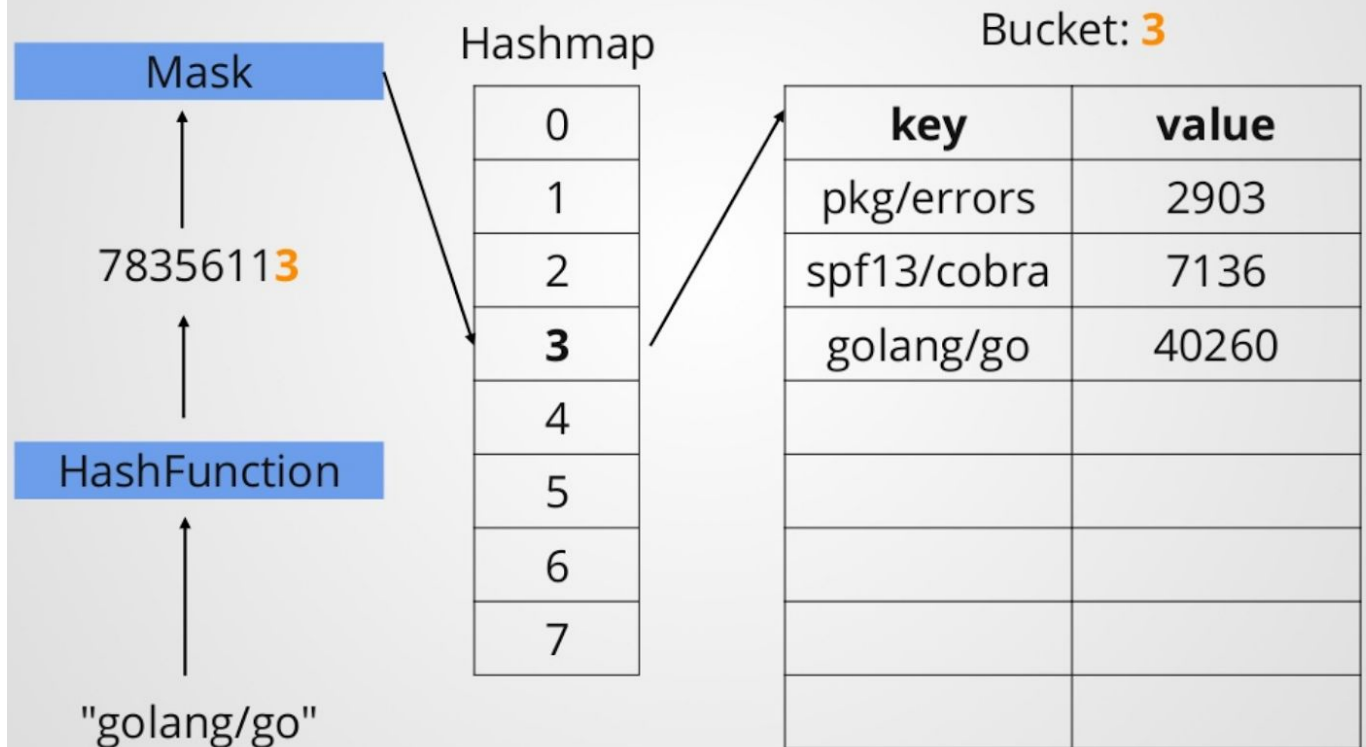 Mask
78356113
HashFunction
"golang/go"
Hashmap
0
1
2
3
4
5
6
7
Bucket: 3
key value
pkg/errors 2903
spf13/cobra 7136
golang/go 40260